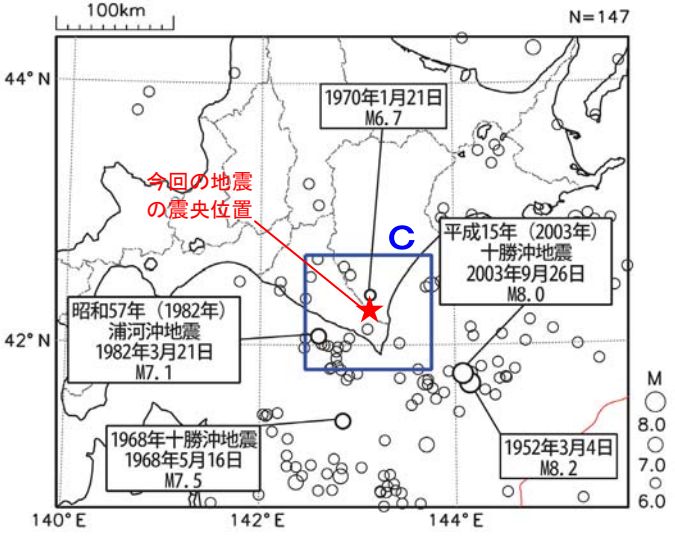 100km
N=147
44°N
1970年1月21日
M6.7
今回の地震
の震央位置
C
平成15年（2003年）
十勝沖地震
2003年9月26日
M8.0
昭和57年（1982年）
浦河沖地震
1982年3月21日
M7.1
42°N
1968年十勝沖地震
1968年5月16日
M7.5
1952年3月4日
M8.2
M
8.0
7.0
6.0
140°E
142°E
144°E